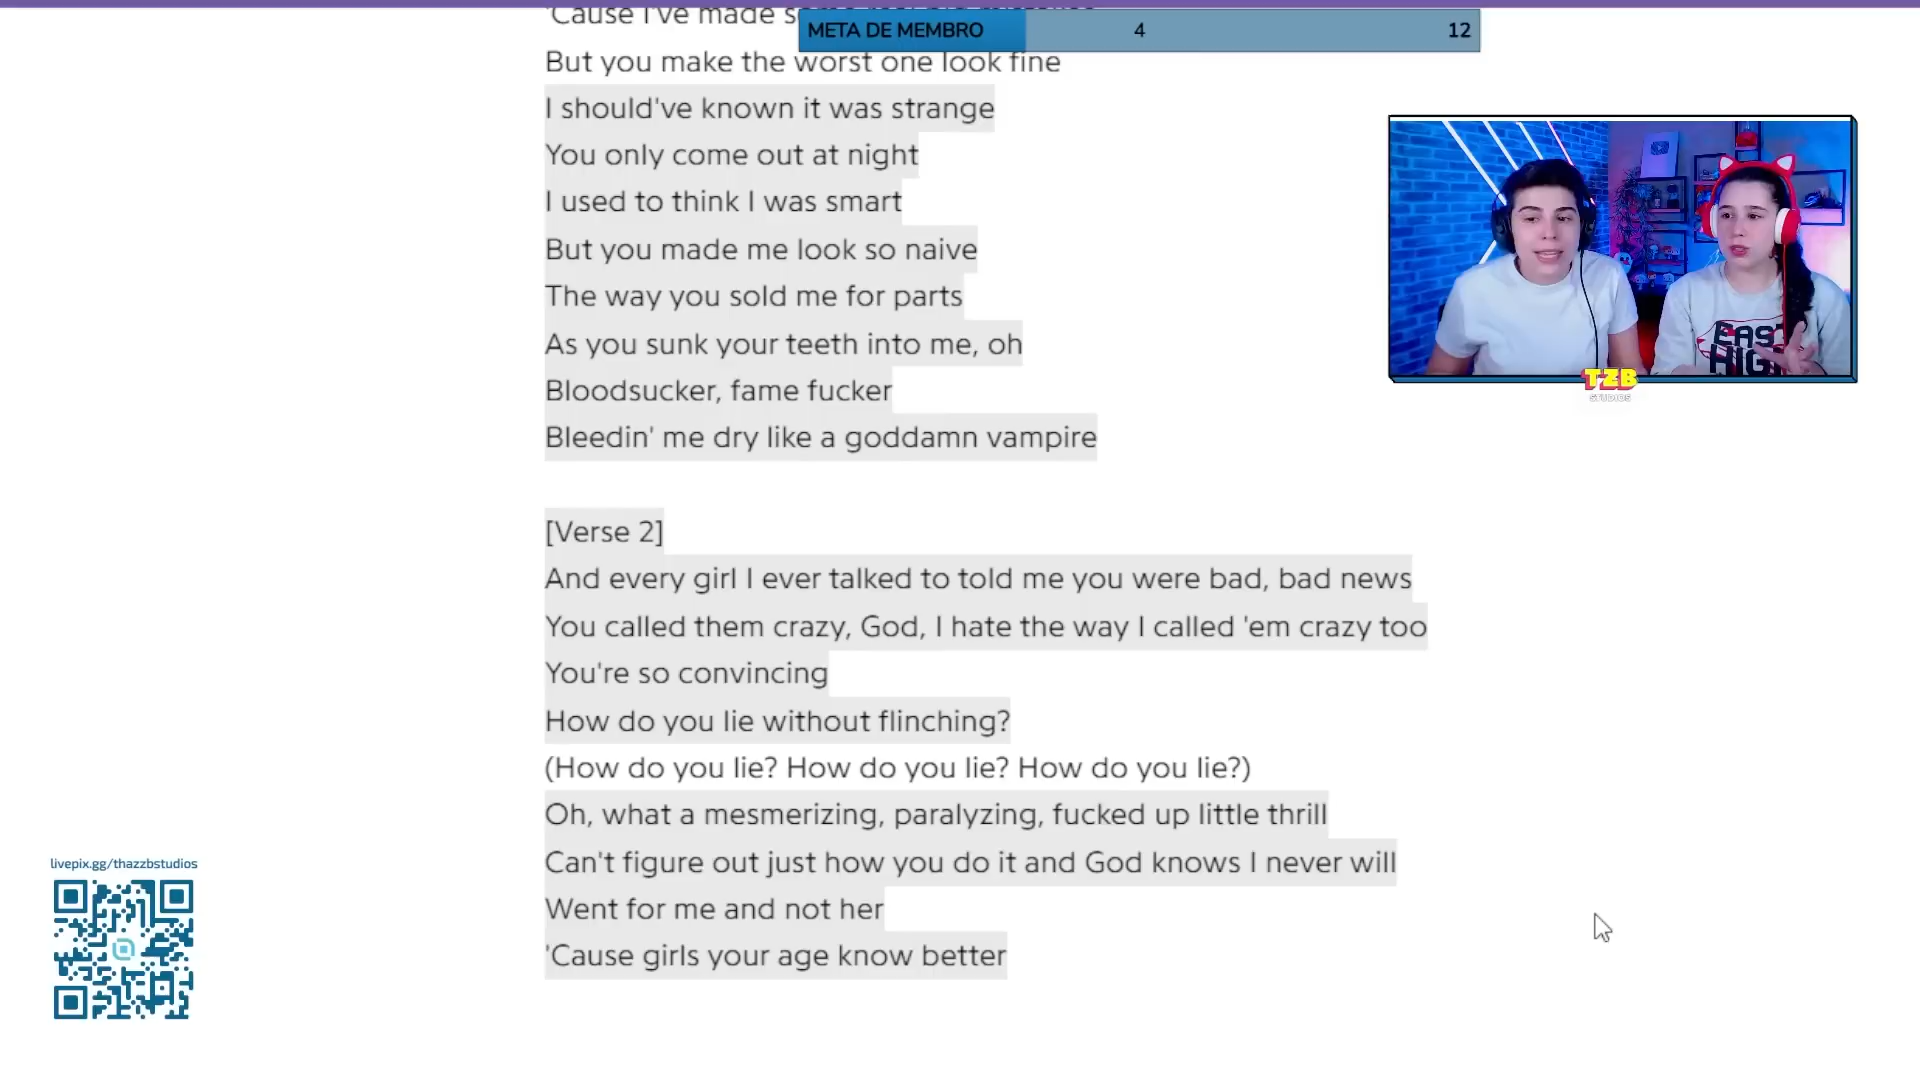 'Cause I've made
META DE MEMBRO 4 12
But you make the worst one look fine
I should've known it was strange
You only come out at night
I used to think I was smart
But you made me look so naive
The way you sold me for parts
As you sunk your teeth into me, oh
Bloodsucker, fame fucker
Bleedin' me dry like a goddamn vampire
[Verse 2]
And every girl I ever talked to told me you were bad, bad news
You called them crazy, God, I hate the way I called 'em crazy too
You're so convincing
How do you lie without flinching?
(How do you lie? How do you lie? How do you lie?)
Oh, what a mesmerizing, paralyzing, fucked up little thrill
Can't figure out just how you do it and God knows I never will
Went for me and not her
'Cause girls your age know better
EAST
HIGH
TZB
STUDIOS
livepix.gg/thazzbstudios